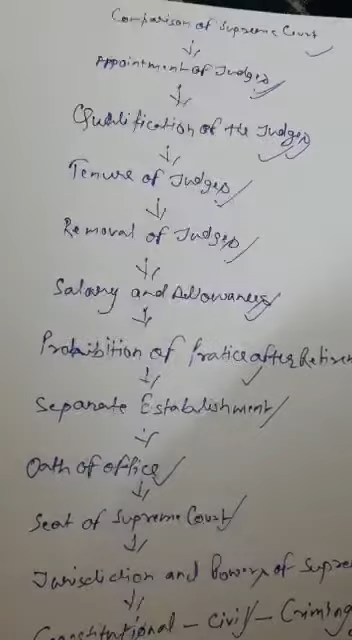 Comparison of Supreme Court
Appointment of Judges
Qualification of the Judges
Tenure of Judges
Removal of Judges
Salary and Allowances
Prohibition of Pratice after Retire
Separate Establishment
Oath of office
Seat of Supreme Court
Jurisdiction and Powers of Supre
Constitutional - Civil - Criming